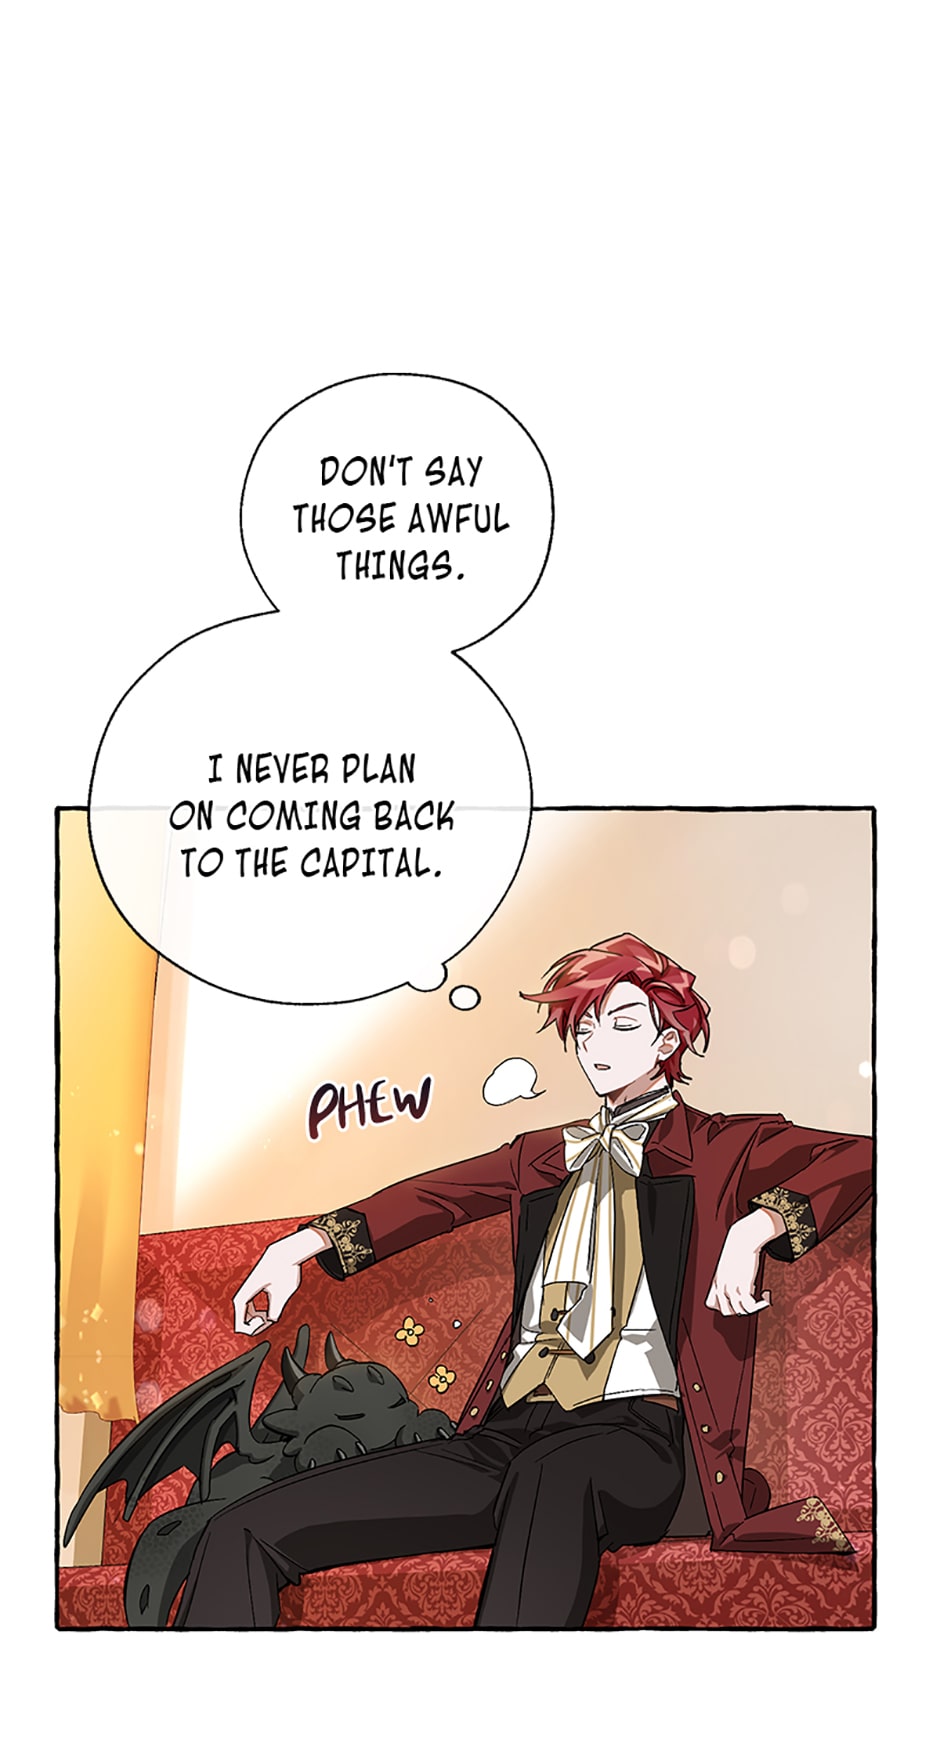 DON'T SAY
THOSE AWFUL
THINGS.
I NEVER PLAN
ON COMING BACK
TO THE CAPITAL.
PHEW